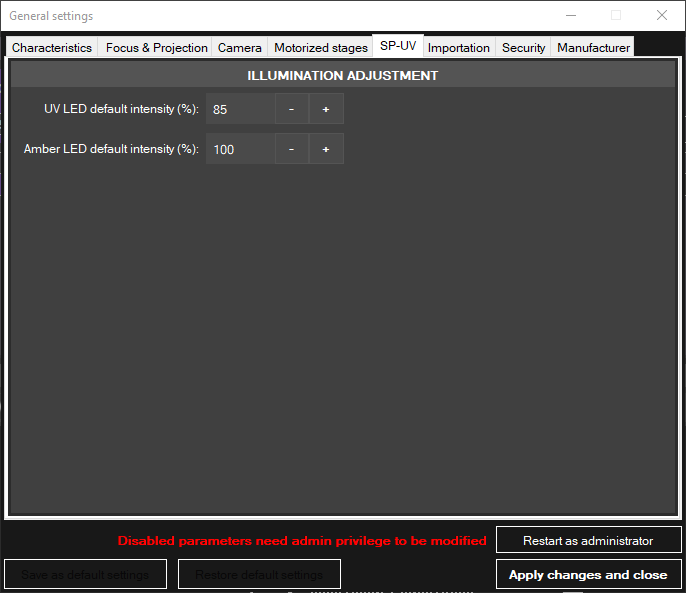 General settings
Characteristics Focus & Projection Camera Motorized stages SP-UV Importation Security Manufacturer
ILLUMINATION ADJUSTMENT
UV LED default intensity (%): 85 - +
Amber LED default intensity (%): 100 - +
Disabled parameters need admin privilege to be modified Restart as administrator
Save as default settings Restore default settings Apply changes and close